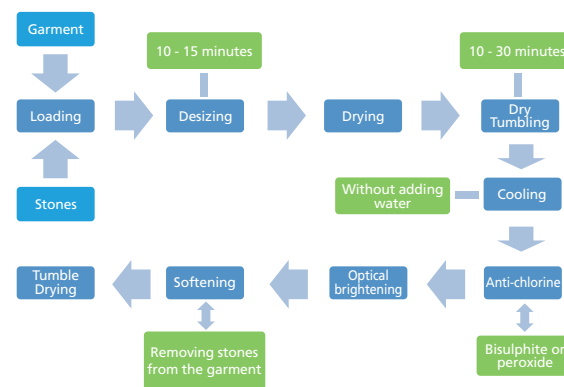 Garment
10 - 15 minutes
10 - 30 minutes
Loading
Desizing
Drying
Dry
Tumbling
Stones
Without adding
water
Cooling
Tumble
Drying
Softening
Optical
brightening
Anti-chlorine
Removing stones
from the garment
Bisulphite or
peroxide